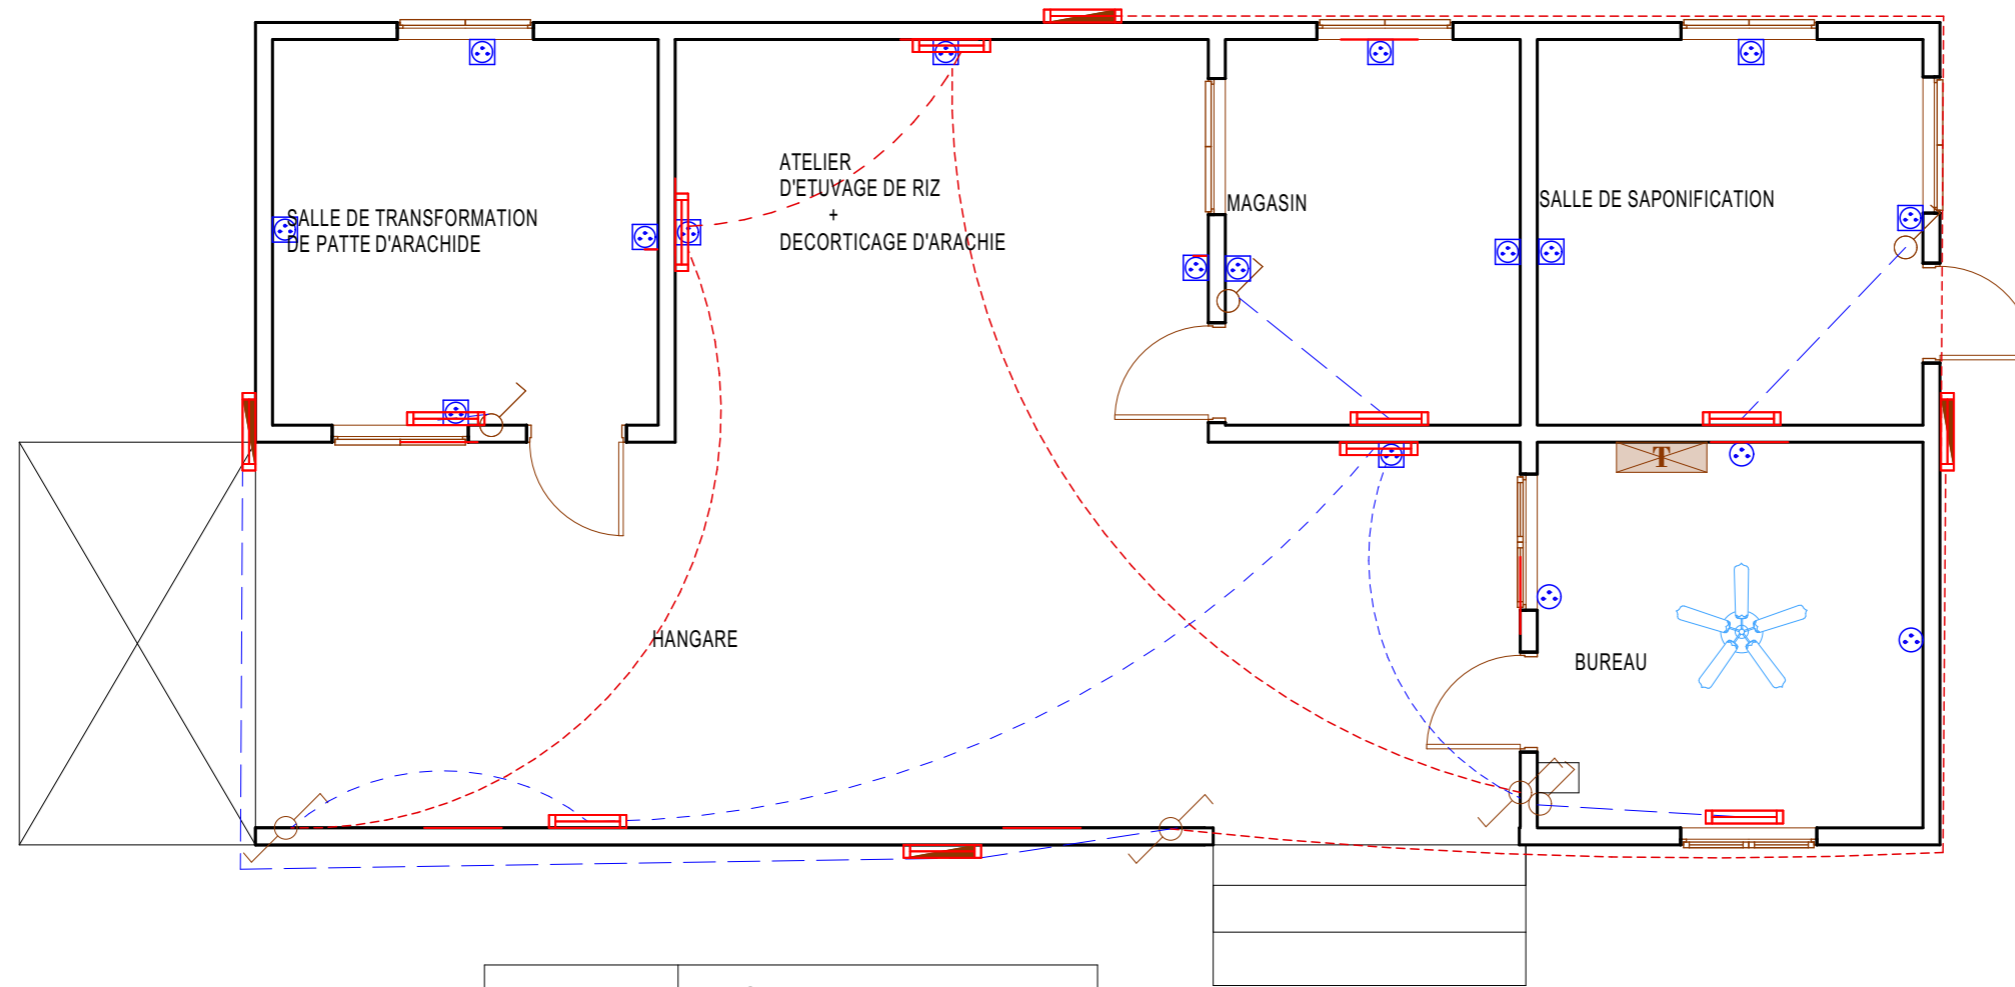 ATELIER
D'ETUVAGE DE RIZ
+
DECORTICAGE D'ARACHIE
SALLE DE TRANSFORMATION
DE PATTE D'ARACHIDE
MAGASIN
SALLE DE SAPONIFICATION
T
HANGARE
BUREAU